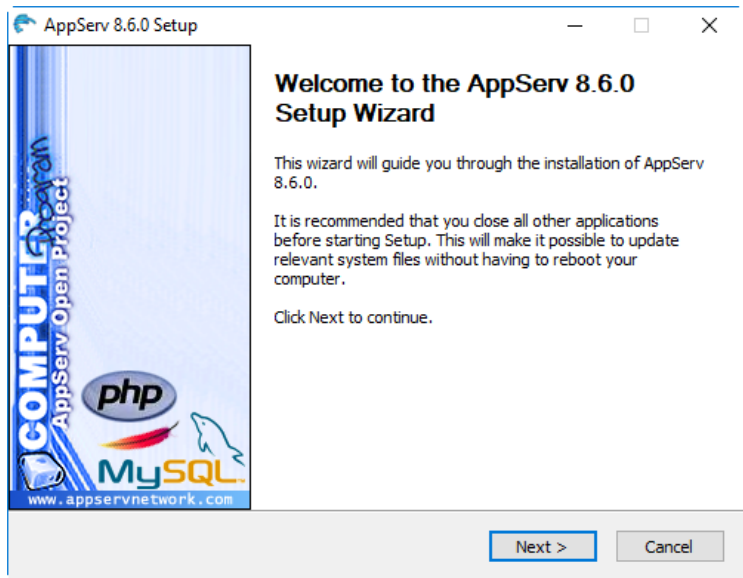 AppServ 8.6.0 Setup
Welcome to the AppServ 8.6.0
Setup Wizard
This wizard will guide you through the installation of AppServ
8.6.0.
It is recommended that you close all other applications
before starting Setup. This will make it possible to update
relevant system files without having to reboot your
computer.
Click Next to continue.
COMPUTER
Program
AppServ Open Project
php
MySQL
www.appservnetwork.com
Next >
Cancel